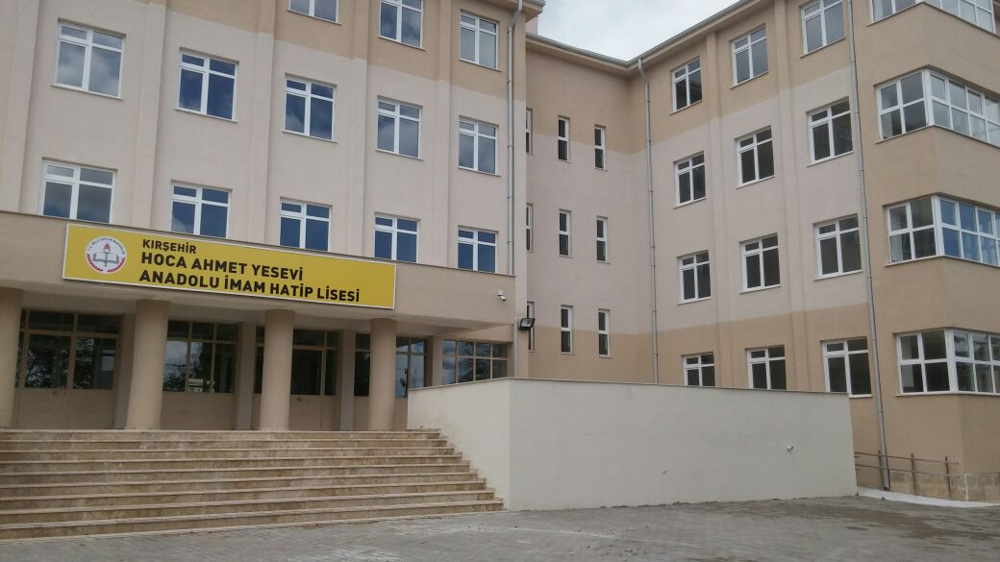 KIRŞEHİR
HOCA AHMET YESEVİ
ANADOLU İMAM HATİP LİSESİ